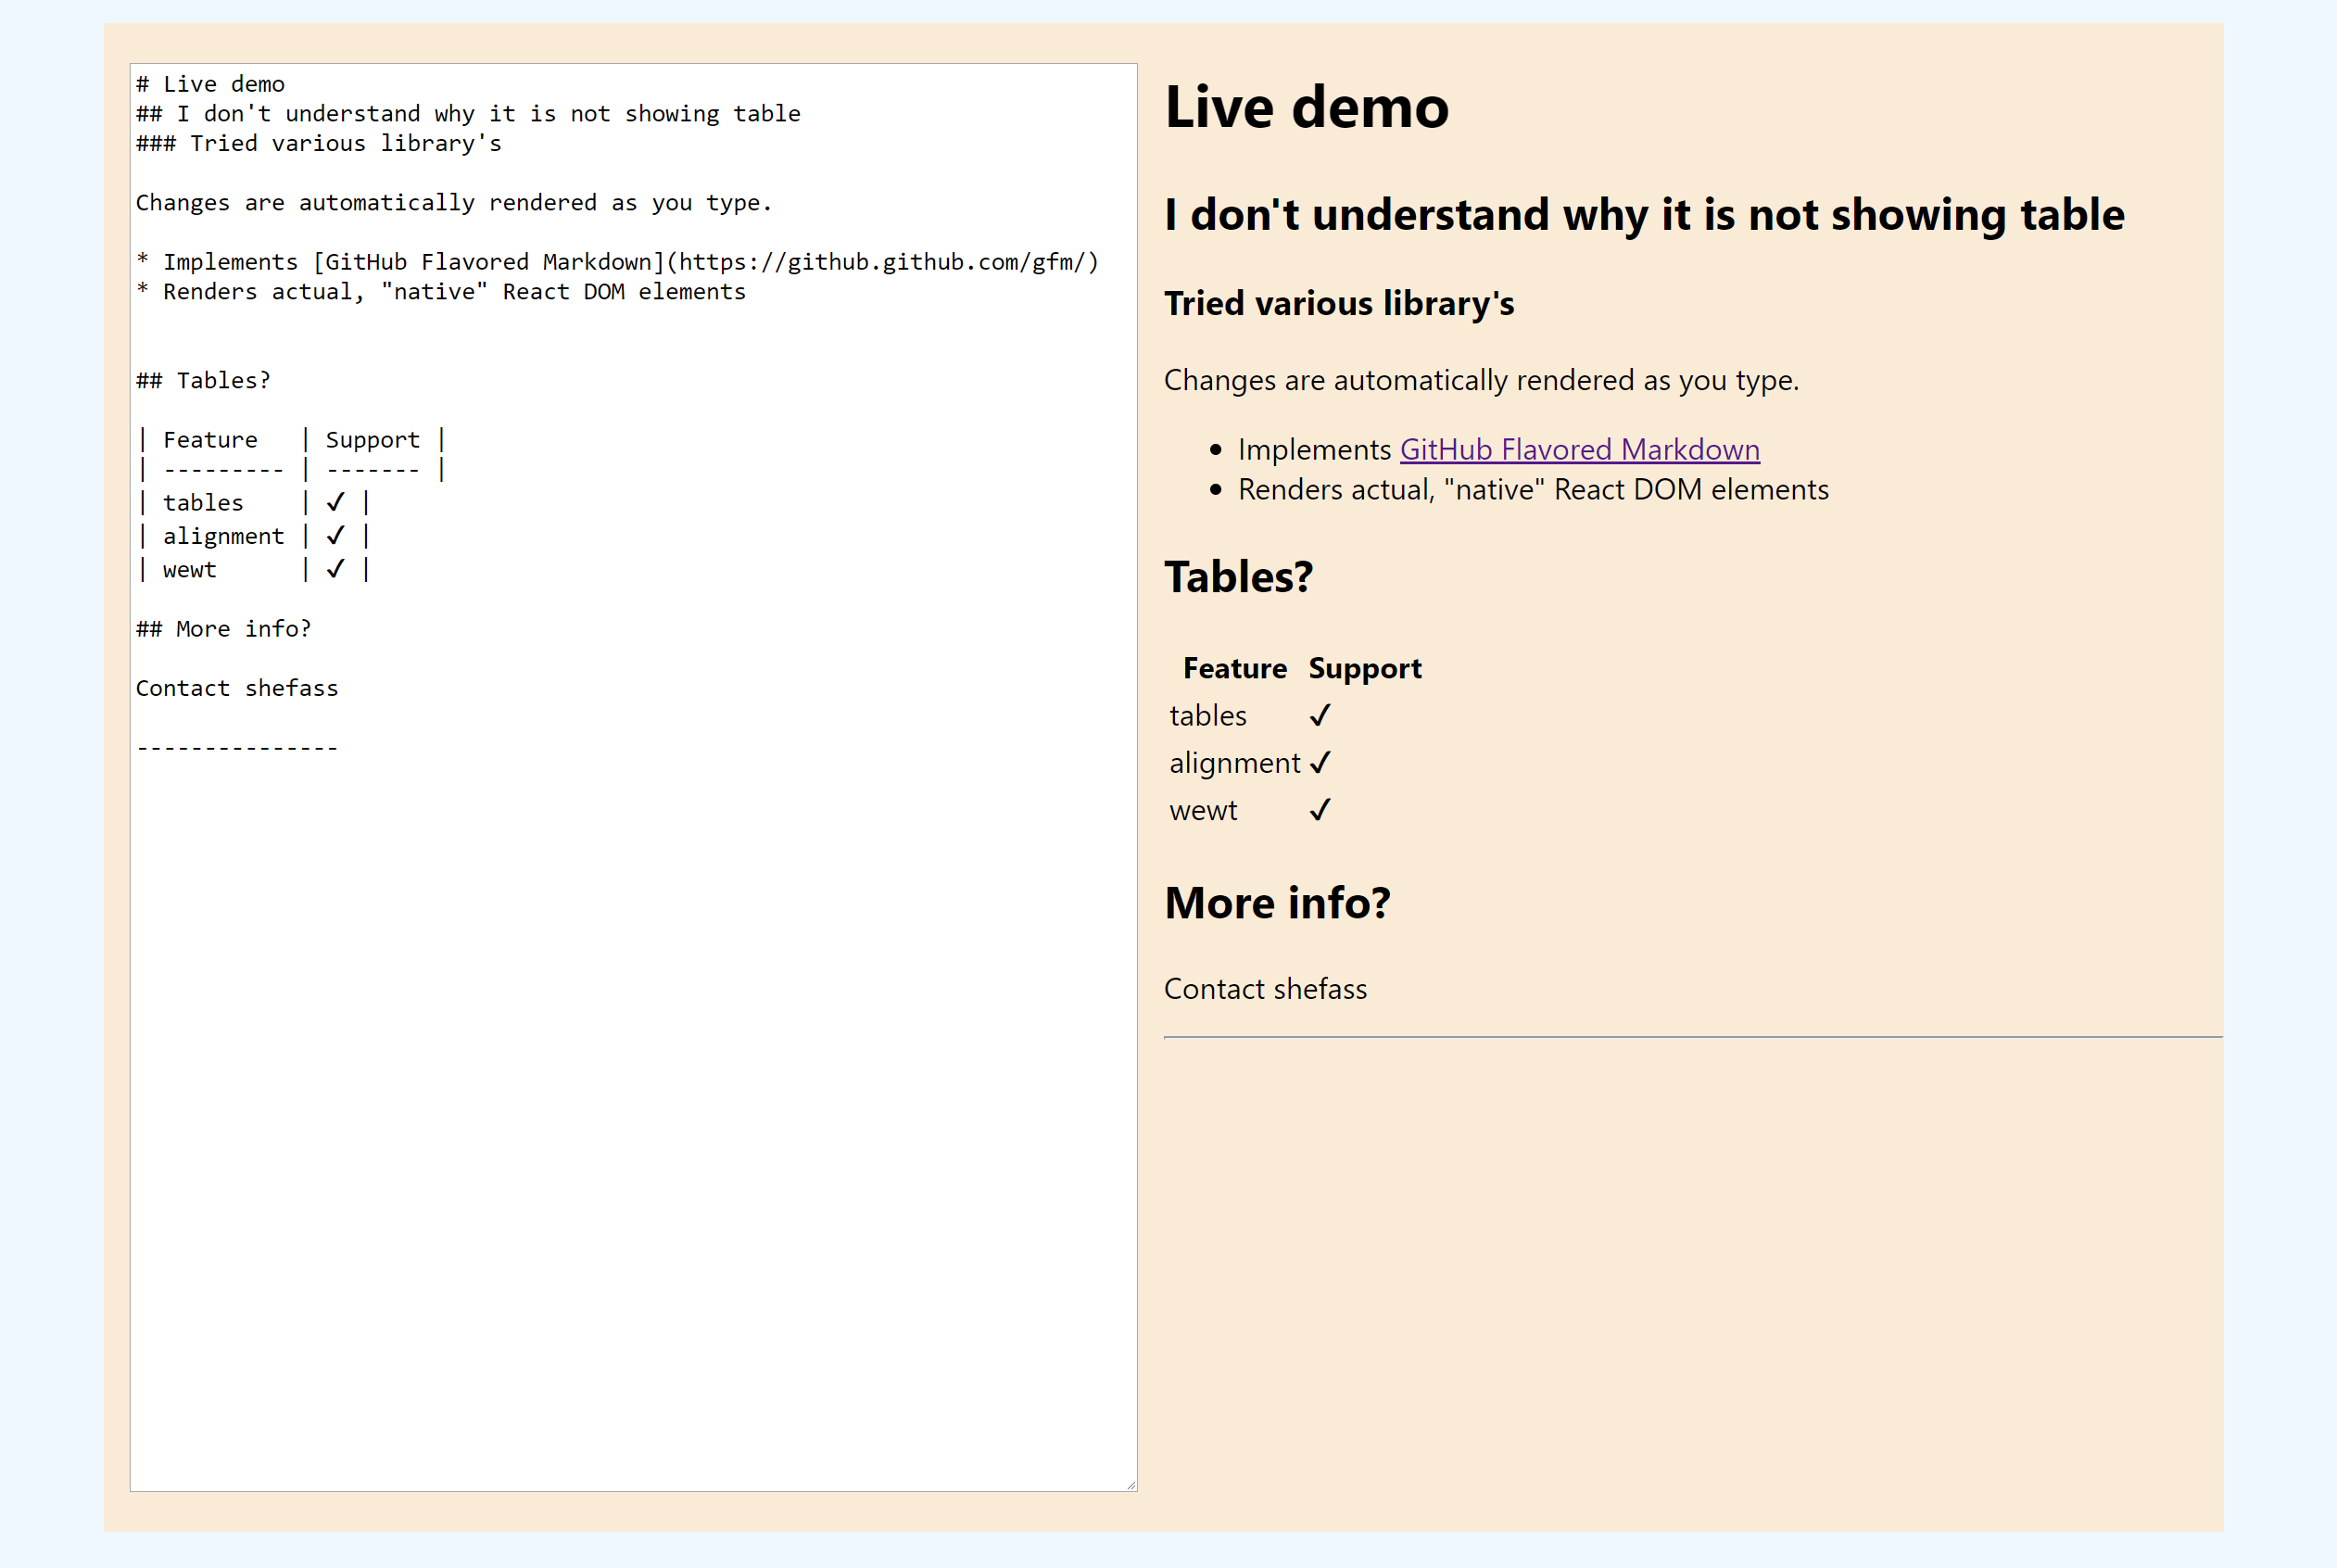 # Live demo
## I don't understand why it is not showing table
### Tried various library's
Changes are automatically rendered as you type.
* Implements [GitHub Flavored Markdown](https://github.github.com/gfm/)
* Renders actual, "native" React DOM elements
## Tables?
| Feature   | Support |
| --------- | ------- |
| tables    | ✔ |
| alignment | ✔ |
| wewt      | ✔ |
## More info?
Contact shefass
---------------
Live demo
I don't understand why it is not showing table
Tried various library's
Changes are automatically rendered as you type.
• Implements GitHub Flavored Markdown
• Renders actual, "native" React DOM elements
Tables?
Feature Support
tables ✔
alignment ✔
wewt ✔
More info?
Contact shefass